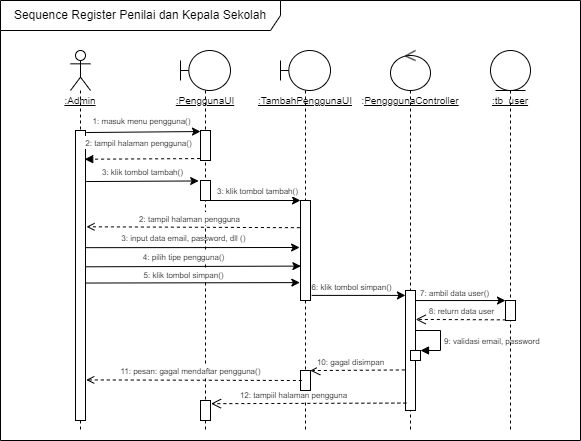 Sequence Register Penilai dan Kepala Sekolah
:Admin
:PenggunaUI
:TambahPenggunaUI
:PengggunaController
:tb_user
1: masuk menu pengguna()
2: tampil halaman pengguna()
3: klik tombol tambah()
3: klik tombol tambah()
2: tampil halaman pengguna
3: input data email, password, dll ()
4: pilih tipe pengguna()
5: klik tombol simpan()
6: klik tombol simpan()
7: ambil data user()
8: return data user
9: validasi email, password
10: gagal disimpan
11: pesan: gagal mendaftar pengguna()
12: tampiil halaman pengguna